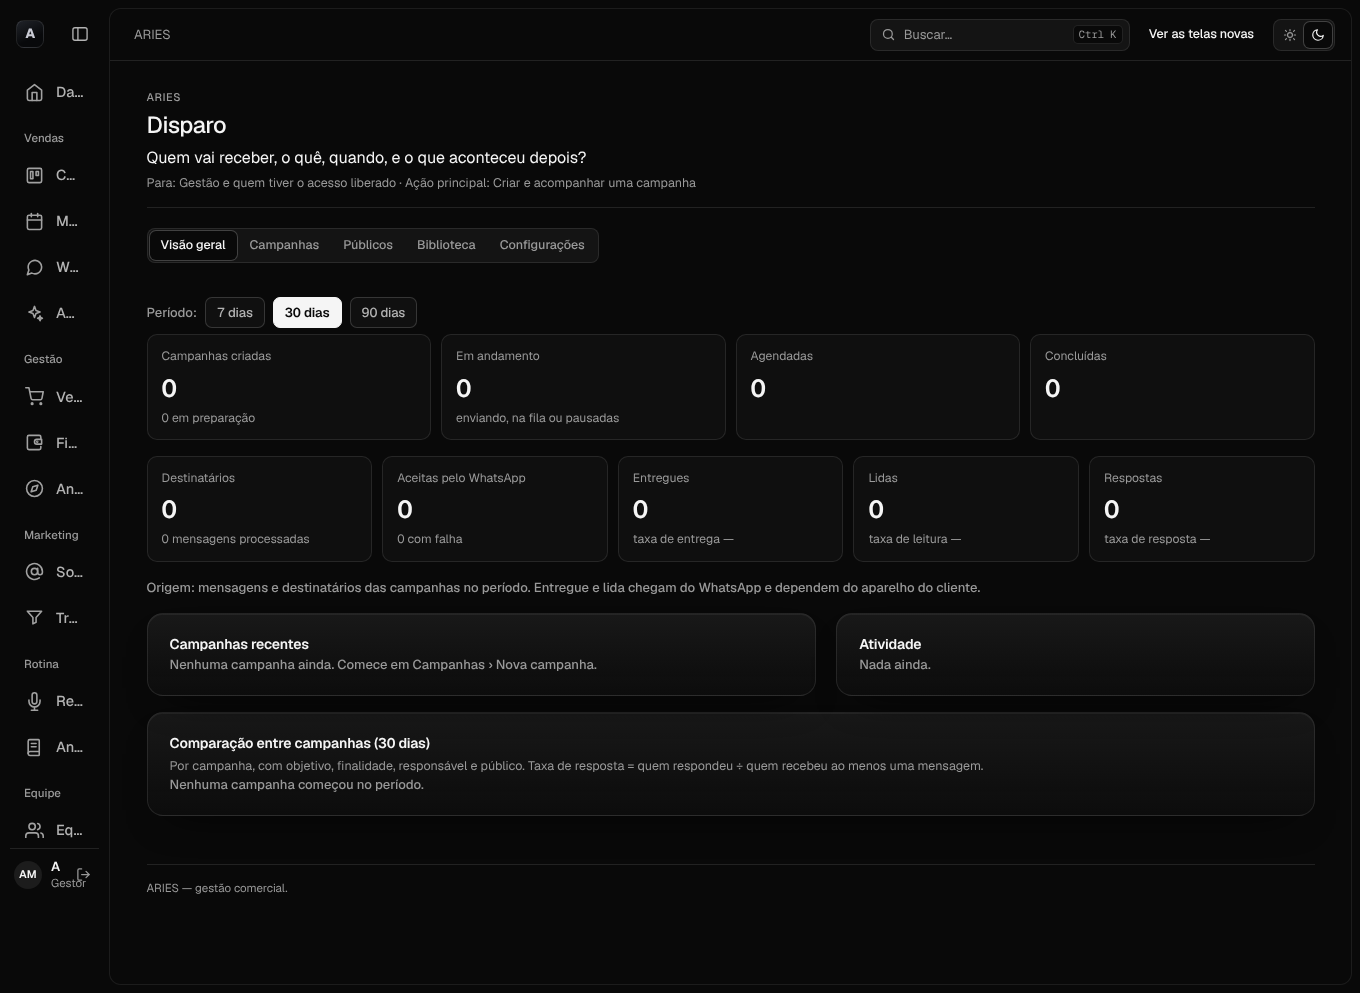 A
ARIES
Buscar...
Ctrl K
Ver as telas novas
Da...
Vendas
C...
M...
W...
A...
Gestão
Ve...
Fi...
An...
Marketing
So...
Tr...
Rotina
Re...
An...
Equipe
Eq...
AM
A
Gestor
ARIES
Disparo
Quem vai receber, o quê, quando, e o que aconteceu depois?
Para: Gestão e quem tiver o acesso liberado · Ação principal: Criar e acompanhar uma campanha
Visão geral
Campanhas
Públicos
Biblioteca
Configurações
Período:
7 dias
30 dias
90 dias
Campanhas criadas
0
0 em preparação
Em andamento
0
enviando, na fila ou pausadas
Agendadas
0
Concluídas
0
Destinatários
0
0 mensagens processadas
Aceitas pelo WhatsApp
0
0 com falha
Entregues
0
taxa de entrega —
Lidas
0
taxa de leitura —
Respostas
0
taxa de resposta —
Origem: mensagens e destinatários das campanhas no período. Entregue e lida chegam do WhatsApp e dependem do aparelho do cliente.
Campanhas recentes
Nenhuma campanha ainda. Comece em Campanhas › Nova campanha.
Atividade
Nada ainda.
Comparação entre campanhas (30 dias)
Por campanha, com objetivo, finalidade, responsável e público. Taxa de resposta = quem respondeu ÷ quem recebeu ao menos uma mensagem.
Nenhuma campanha começou no período.
ARIES — gestão comercial.